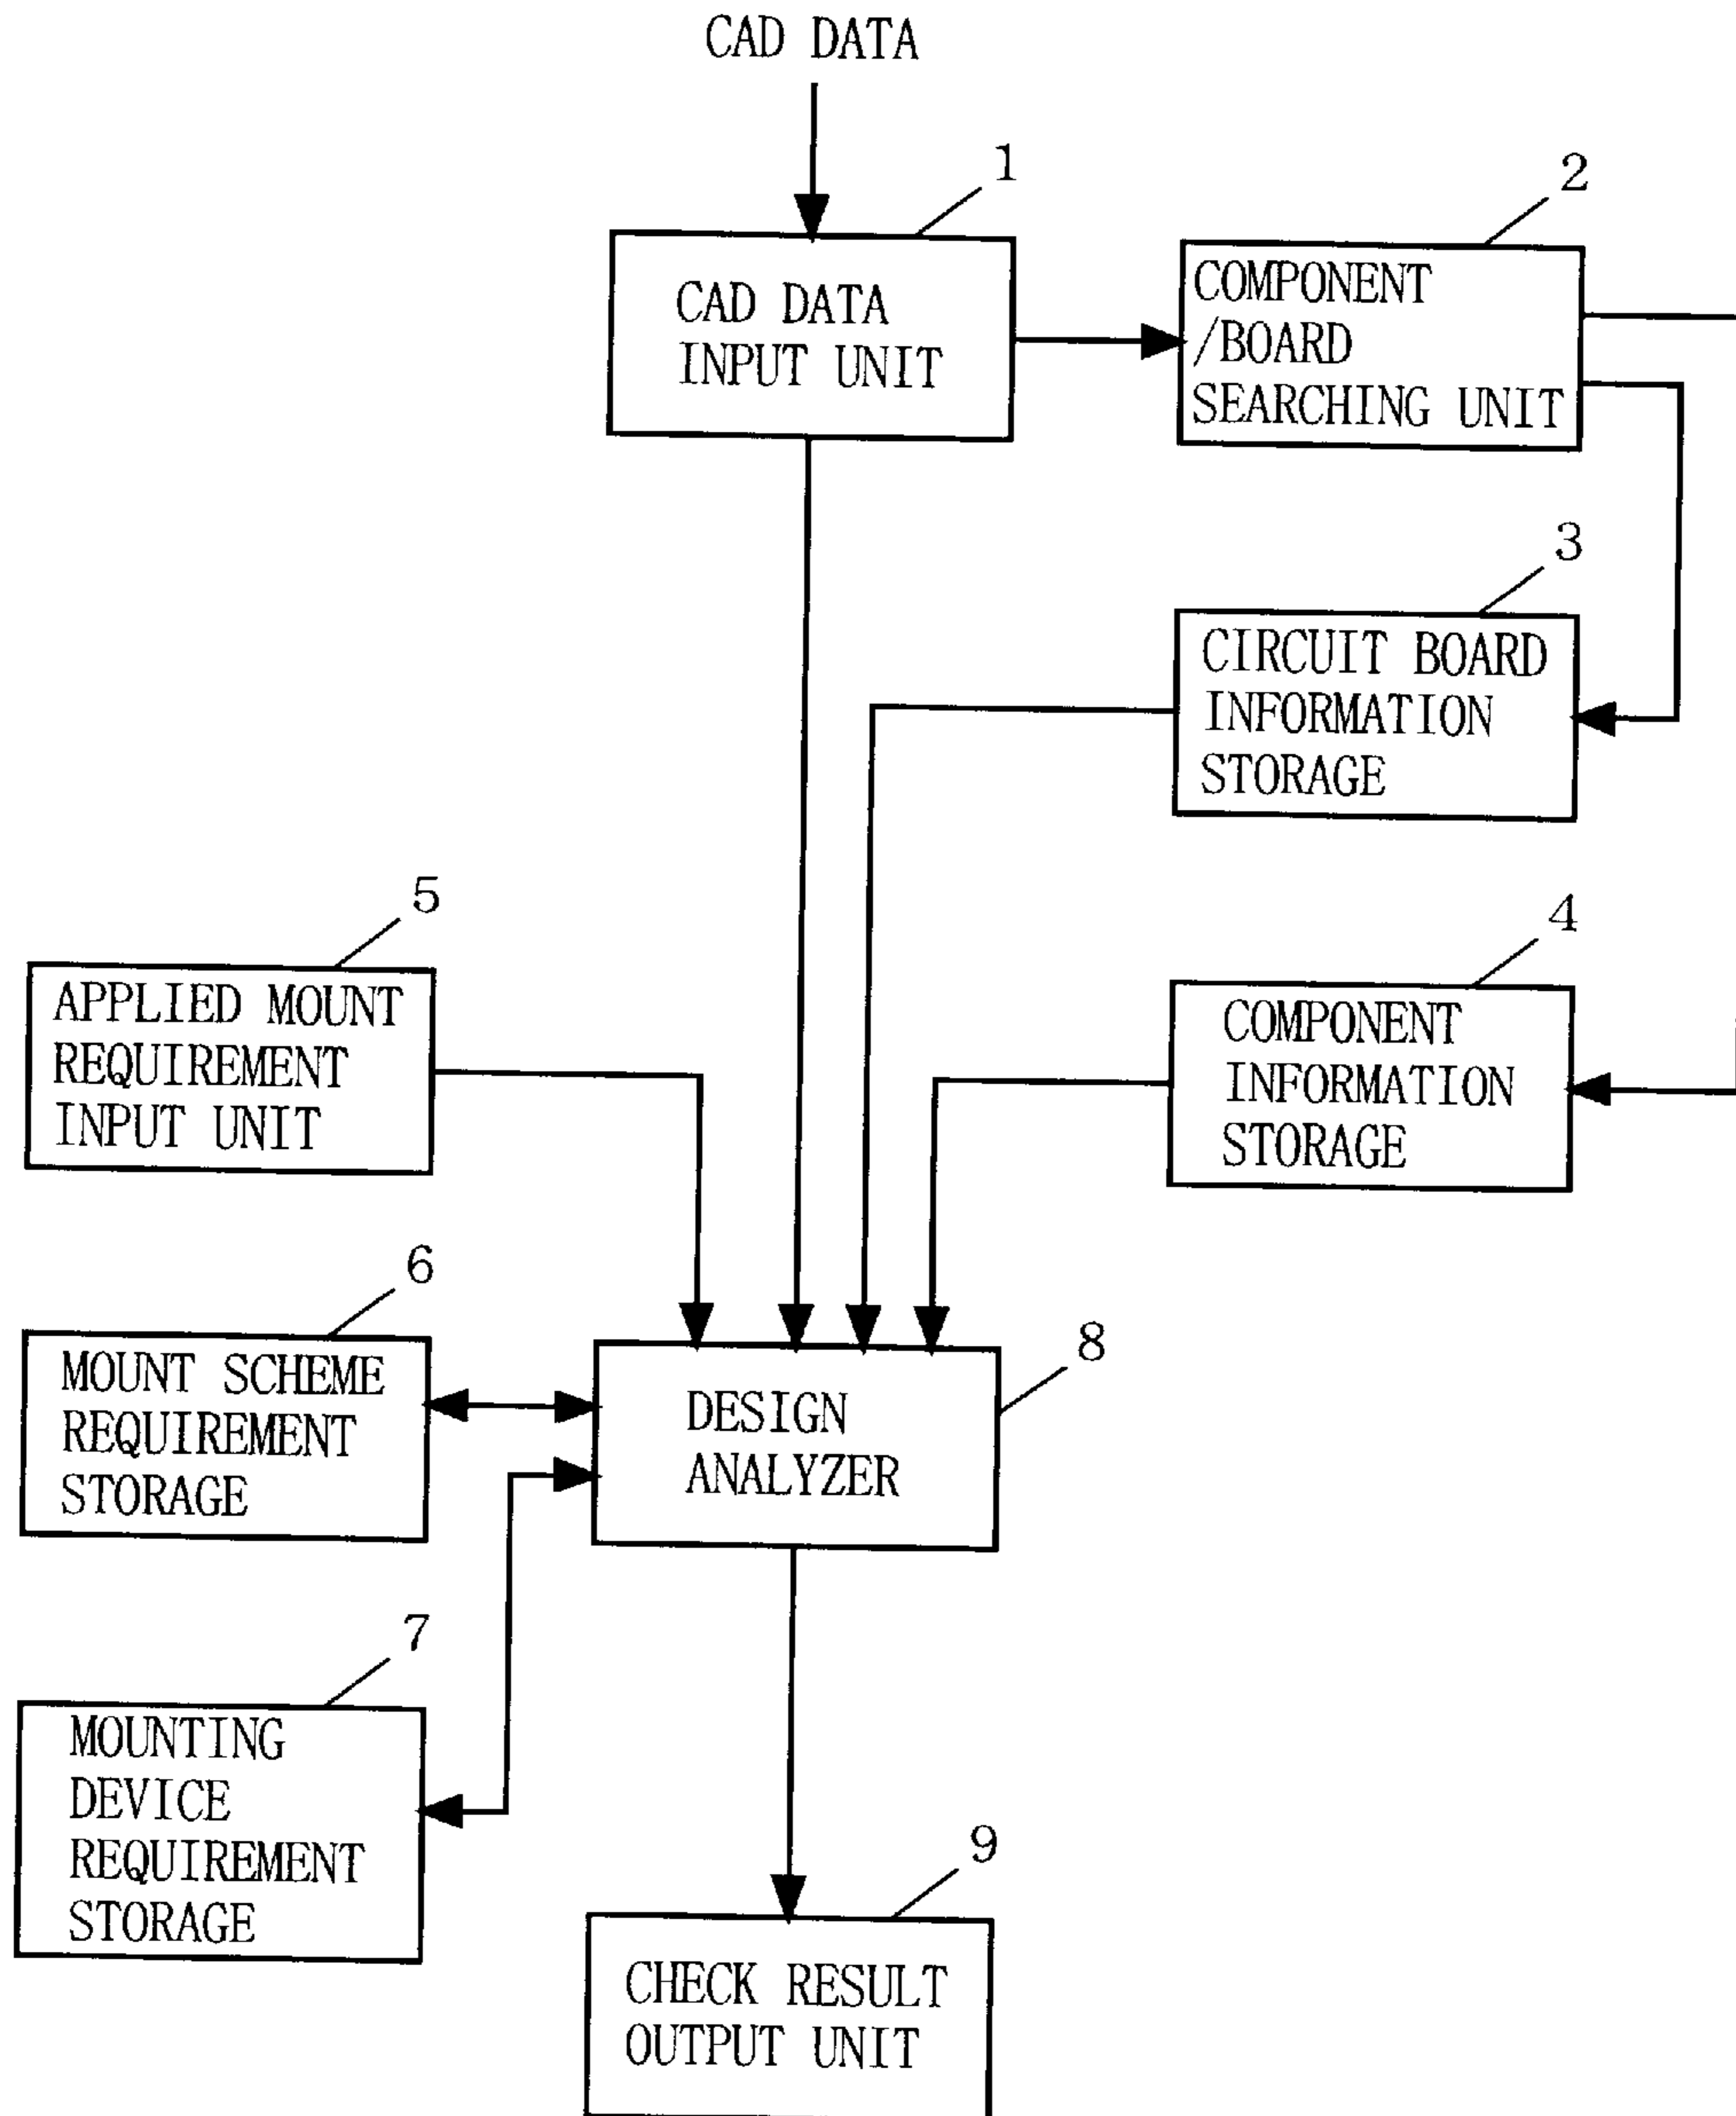 CAD DATA
1
CAD DATA
INPUT UNIT
2
COMPONENT
/BOARD
SEARCHING UNIT
3
CIRCUIT BOARD
INFORMATION
STORAGE
4
COMPONENT
INFORMATION
STORAGE
5
APPLIED MOUNT
REQUIREMENT
INPUT UNIT
6
MOUNT SCHEME
REQUIREMENT
STORAGE
8
DESIGN
ANALYZER
7
MOUNTING
DEVICE
REQUIREMENT
STORAGE
9
CHECK RESULT
OUTPUT UNIT